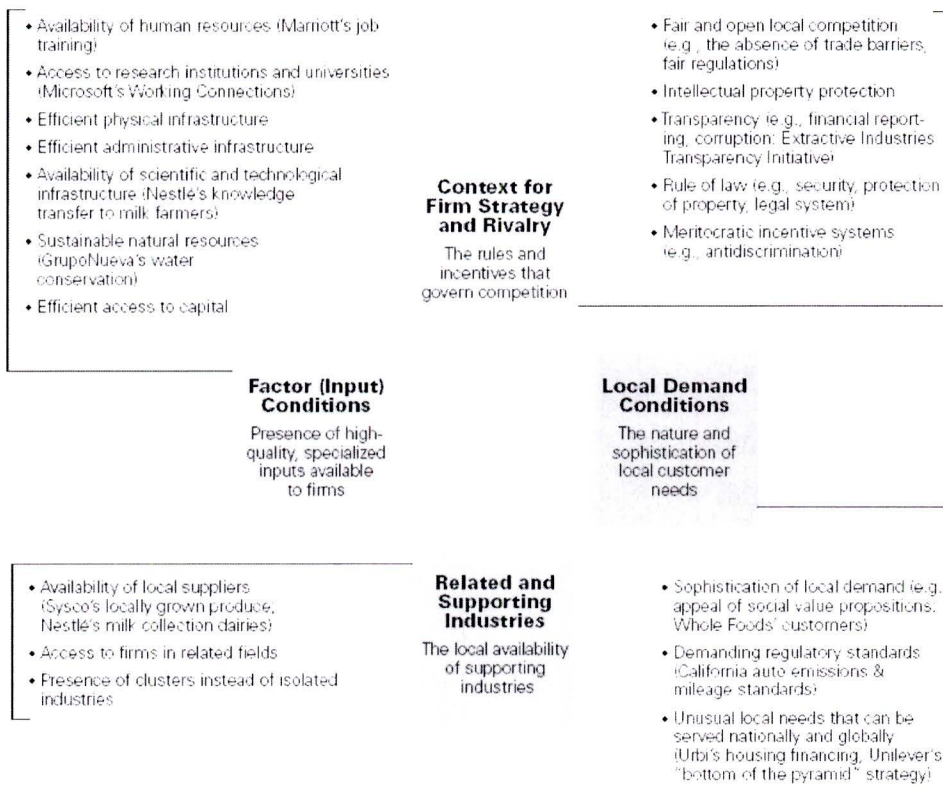 • Availability of human resources (Marriott's job
training)
• Access to research institutions and universities
(Microsoft's Working Connections)
• Efficient physical infrastructure
• Efficient administrative infrastructure
• Availability of scientific and technological
infrastructure (Nestlé's knowledge
transfer to milk farmers)
• Sustainable natural resources
(GrupoNueva's water
conservation)
• Efficient access to capital
Context for
Firm Strategy
and Rivalry
The rules and
incentives that
govern competition
• Fair and open local competition
(e.g., the absence of trade barriers,
fair regulations)
• Intellectual property protection
• Transparency (e.g., financial report-
ing, corruption: Extractive Industries
Transparency Initiative)
• Rule of law (e.g., security, protection
of property, legal system)
• Meritocratic incentive systems
(e.g., antidiscrimination)
Factor (Input)
Conditions
Presence of high-
quality, specialized
inputs available
to firms
Local Demand
Conditions
The nature and
sophistication of
local customer
needs
• Availability of local suppliers
(Sysco's locally grown produce;
Nestlé's milk collection dairies)
• Access to firms in related fields
• Presence of clusters instead of isolated
industries
Related and
Supporting
Industries
The local availability
of supporting
industries
• Sophistication of local demand (e.g.
appeal of social value propositions:
Whole Foods' customers)
• Demanding regulatory standards
(California auto emissions &
mileage standards)
• Unusual local needs that can be
served nationally and globally
(Urbi's housing financing, Unilever's
"bottom of the pyramid" strategy)